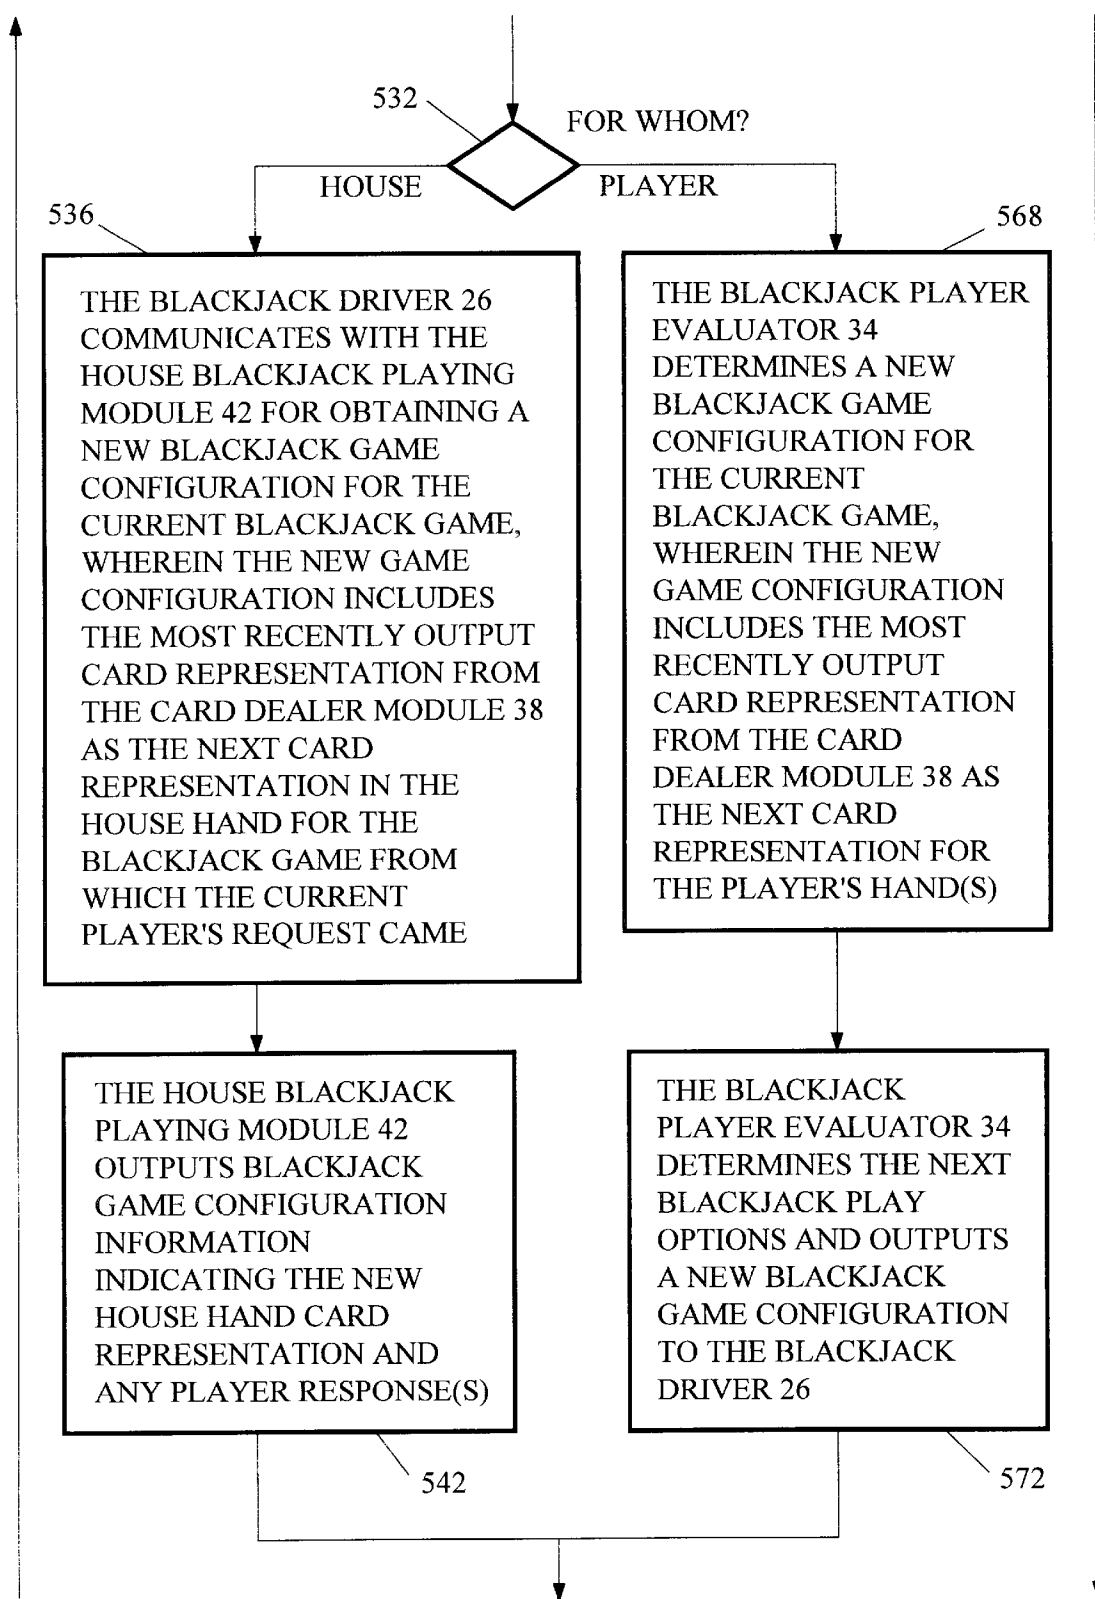 532
FOR WHOM?
HOUSE
PLAYER
536
THE BLACKJACK DRIVER 26
COMMUNICATES WITH THE
HOUSE BLACKJACK PLAYING
MODULE 42 FOR OBTAINING A
NEW BLACKJACK GAME
CONFIGURATION FOR THE
CURRENT BLACKJACK GAME,
WHEREIN THE NEW GAME
CONFIGURATION INCLUDES
THE MOST RECENTLY OUTPUT
CARD REPRESENTATION FROM
THE CARD DEALER MODULE 38
AS THE NEXT CARD
REPRESENTATION IN THE
HOUSE HAND FOR THE
BLACKJACK GAME FROM
WHICH THE CURRENT
PLAYER'S REQUEST CAME
568
THE BLACKJACK PLAYER
EVALUATOR 34
DETERMINES A NEW
BLACKJACK GAME
CONFIGURATION FOR
THE CURRENT
BLACKJACK GAME,
WHEREIN THE NEW
GAME CONFIGURATION
INCLUDES THE MOST
RECENTLY OUTPUT
CARD REPRESENTATION
FROM THE CARD
DEALER MODULE 38 AS
THE NEXT CARD
REPRESENTATION FOR
THE PLAYER'S HAND(S)
THE HOUSE BLACKJACK
PLAYING MODULE 42
OUTPUTS BLACKJACK
GAME CONFIGURATION
INFORMATION
INDICATING THE NEW
HOUSE HAND CARD
REPRESENTATION AND
ANY PLAYER RESPONSE(S)
542
THE BLACKJACK
PLAYER EVALUATOR 34
DETERMINES THE NEXT
BLACKJACK PLAY
OPTIONS AND OUTPUTS
A NEW BLACKJACK
GAME CONFIGURATION
TO THE BLACKJACK
DRIVER 26
572